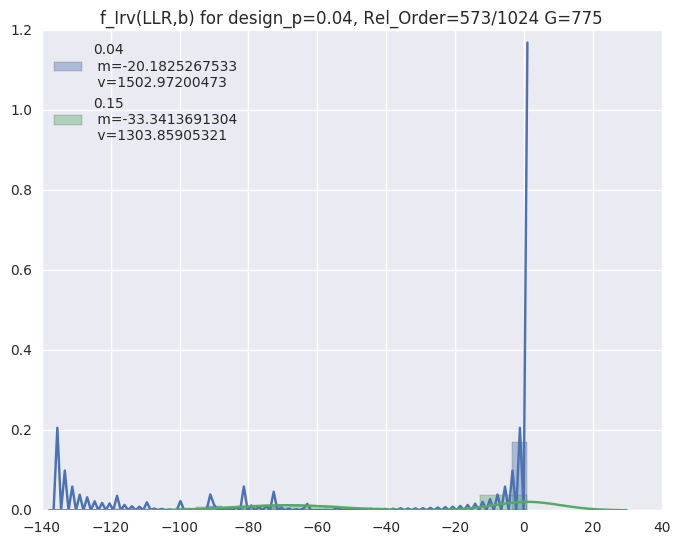 f_Irv(LLR,b) for design_p=0.04, Rel_Order=573/1024 G=775
1.2
0.04
m=-20.1825267533
v=1502.97200473
0.15
m=-33.3413691304
v=1303.85905321
1.0
0.8
0.6
0.4
0.2
0.0
−140 −120 −100 −80 −60 −40 −20 0 20 40